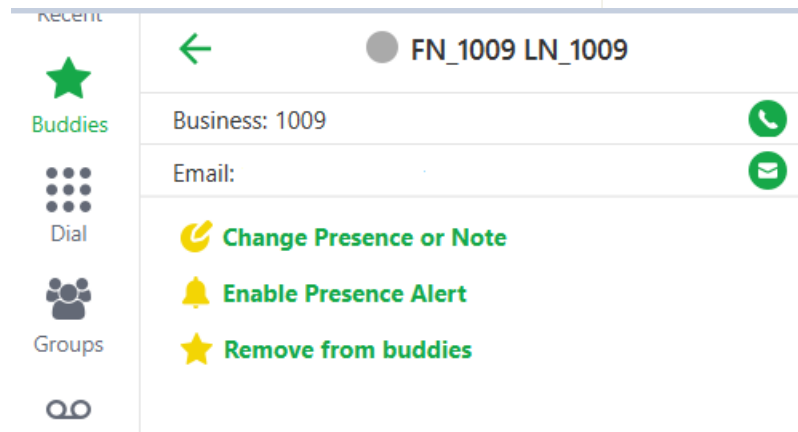 Recent
FN_1009 LN_1009
Buddies
Business: 1009
Email:
Dial
Change Presence or Note
Enable Presence Alert
Groups
Remove from buddies